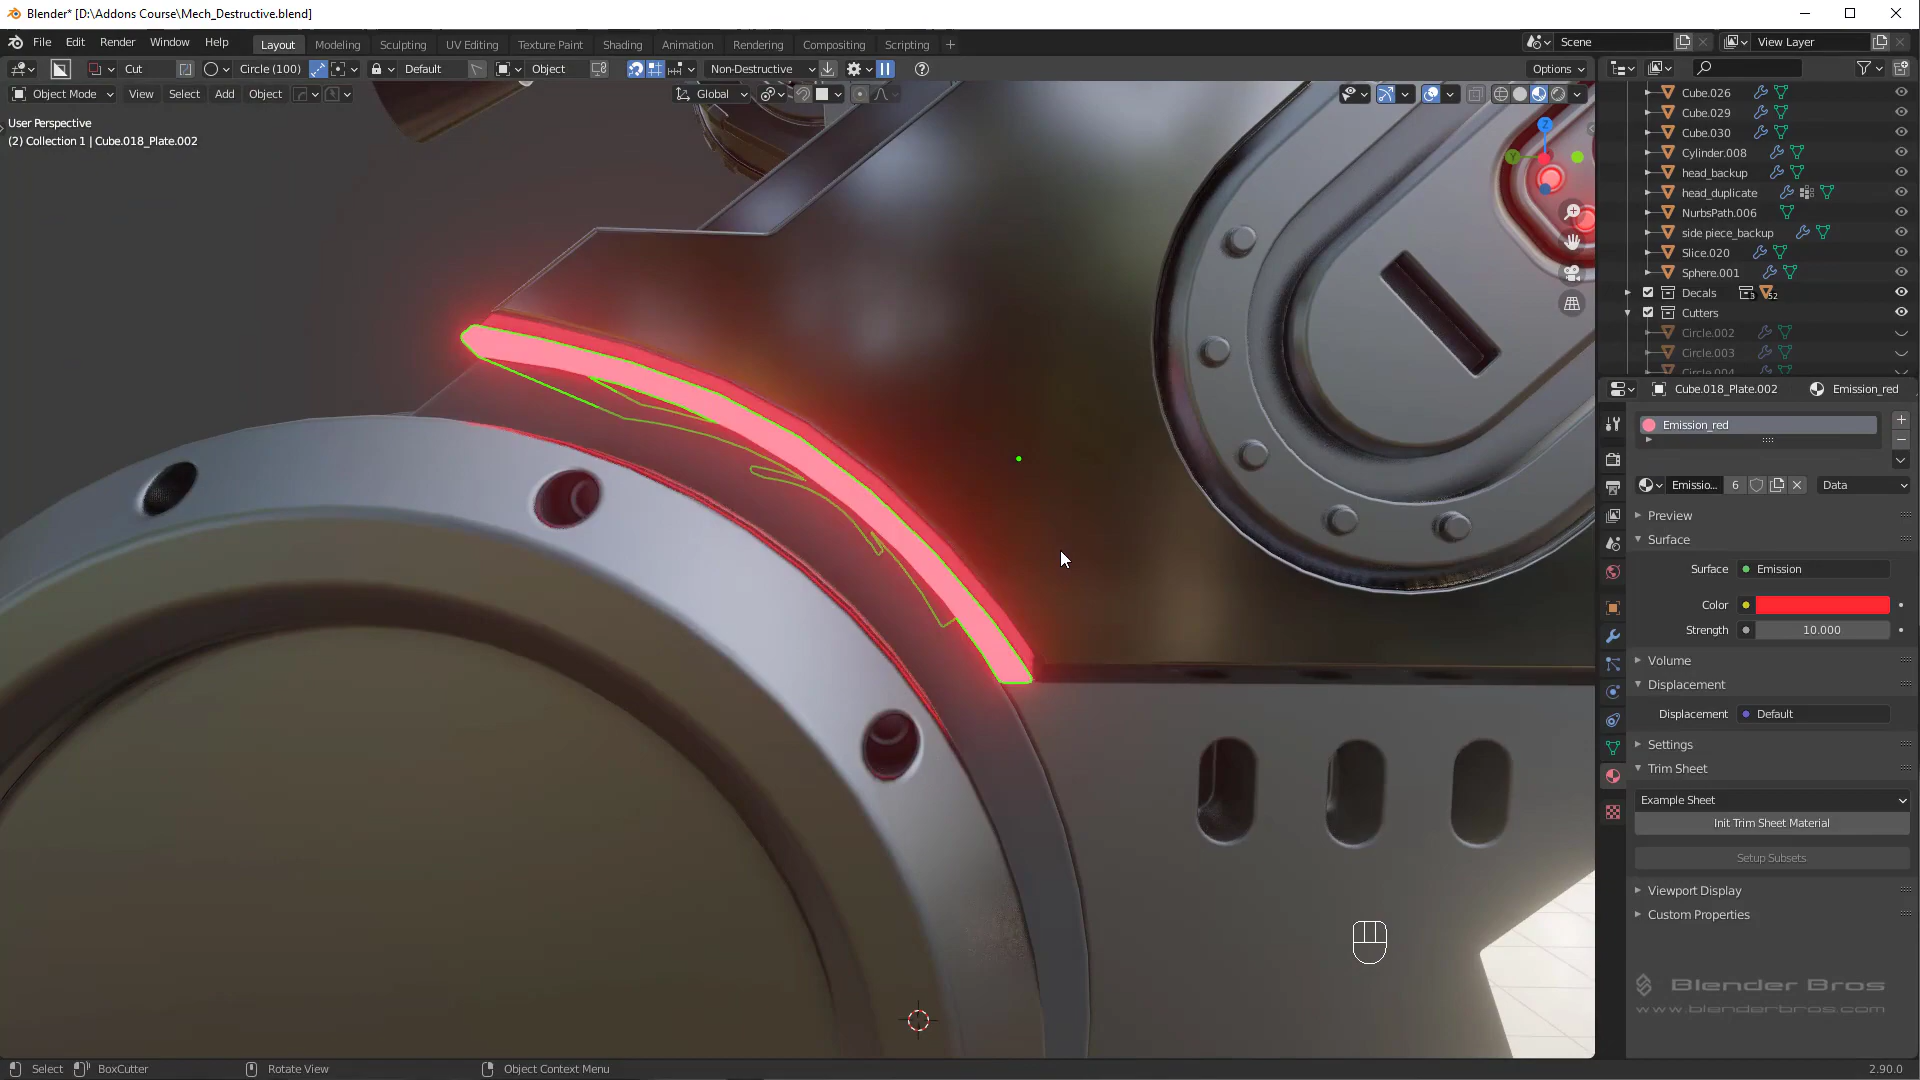 Blender* [D:\Addons Course\Mech_Destructive.blend]
File Edit Render Window Help Layout Modeling Sculpting UV Editing Texture Paint Shading Animation Rendering Compositing Scripting + Scene View Layer
Cut Circle (100) Default Object Non-Destructive Options
Object Mode View Select Add Object Global
User Perspective
(2) Collection 1 | Cube.018_Plate.002
Z
Y
Cube.026
Cube.029
Cube.030
Cylinder.008
head_backup
head_duplicate
NurbsPath.006
side piece_backup
Slice.020
Sphere.001
Decals 3 52
Cutters
Circle.002
Circle.003
Circle.004
Cube.018_Plate.002 Emission_red
Emission_red
Emissio... 6 Data
Preview
Surface
Surface Emission
Color
Strength 10.000
Volume
Displacement
Displacement Default
Settings
Trim Sheet
Example Sheet
Init Trim Sheet Material
Setup Subsets
Viewport Display
Custom Properties
Blender Bros
www.blenderbros.com
Select BoxCutter Rotate View Object Context Menu 2.90.0